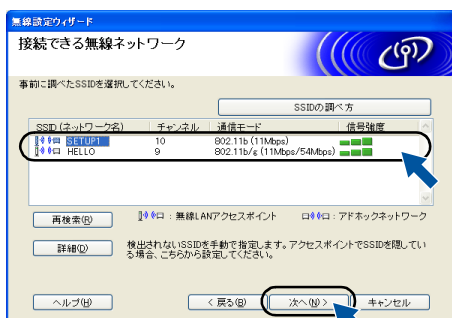 無線設定ウィザード
接続できる無線ネットワーク
事前に調べたSSIDを選択してください。
SSIDの調べ方
SSID (ネットワーク名) チャンネル 通信モード 信号強度
SETUP1 10 802.11b (11Mbps)
HELLO 9 802.11b/g (11Mbps/54Mbps)
再検索(R) : 無線LANアクセスポイント : アドホックネットワーク
詳細(D) 検出されないSSIDを手動で指定します。アクセスポイントでSSIDを隠してい
る場合、こちらから設定してください。
ヘルプ(H) < 戻る(B) 次へ(N) > キャンセル